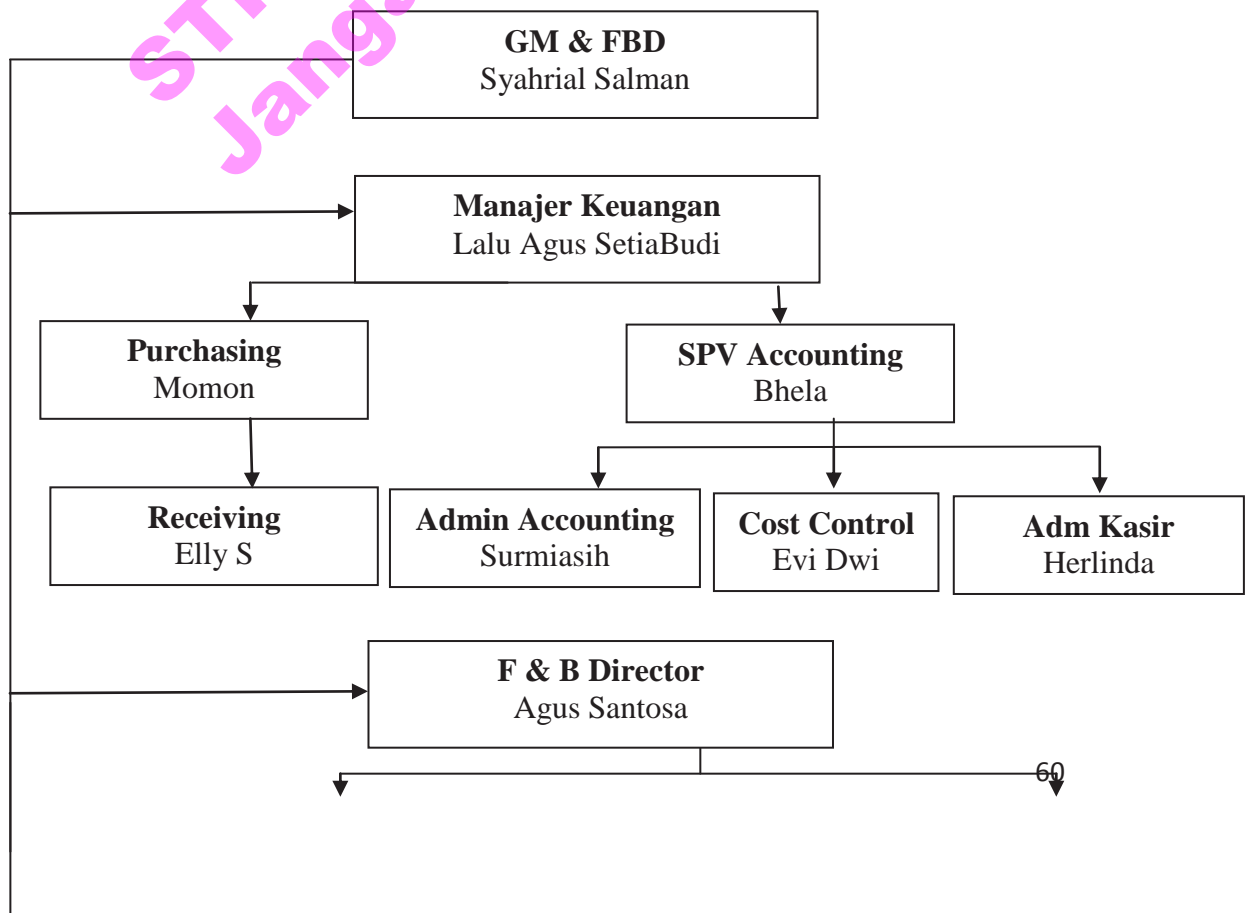 GM & FBD
Syahrial Salman
Manajer Keuangan
Lalu Agus SetiaBudi
Purchasing
Momon
SPV Accounting
Bhela
Receiving
Elly S
Admin Accounting
Surmiasih
Cost Control
Evi Dwi
Adm Kasir
Herlinda
F & B Director
Agus Santosa
60